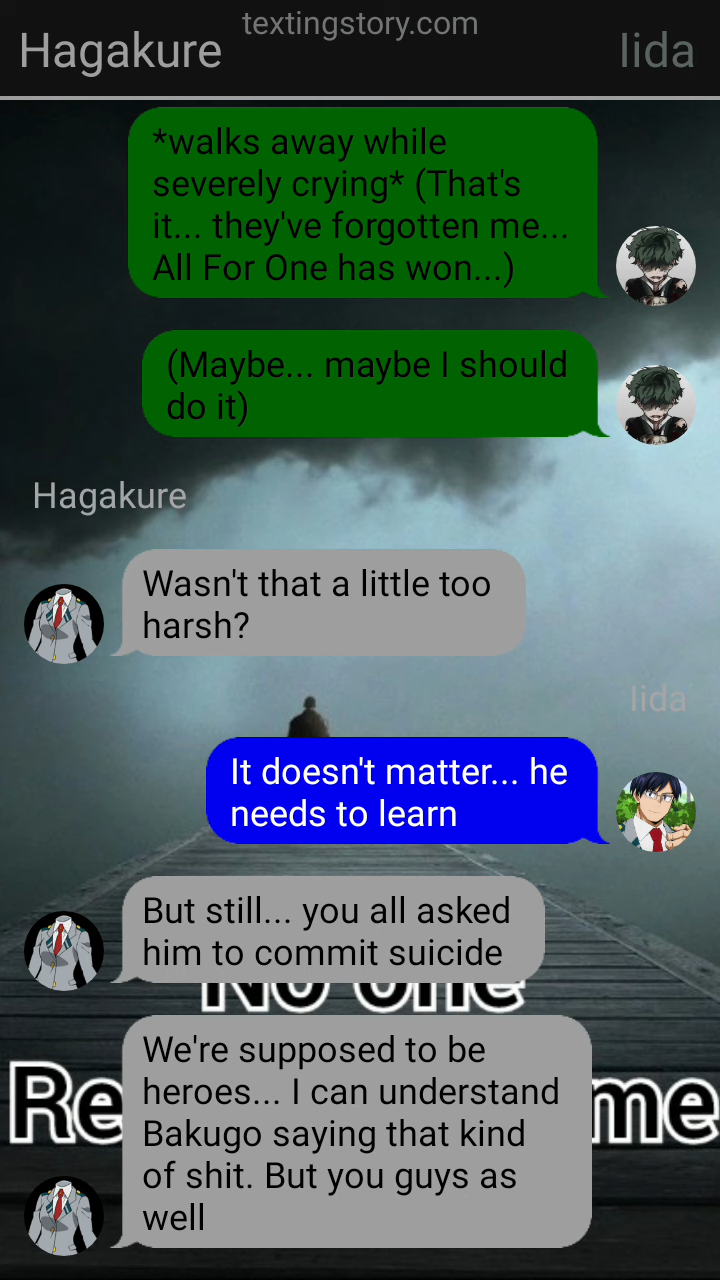 textingstory.com
Hagakure
Iida
*walks away while
severely crying* (That's
it... they've forgotten me...
All For One has won...)
(Maybe... maybe I should
do it)
Hagakure
Wasn't that a little too
harsh?
Iida
It doesn't matter... he
needs to learn
But still... you all asked
him to commit suicide
No one
We're supposed to be
heroes... I can understand
Bakugo saying that kind
of shit. But you guys as
well
Re
me